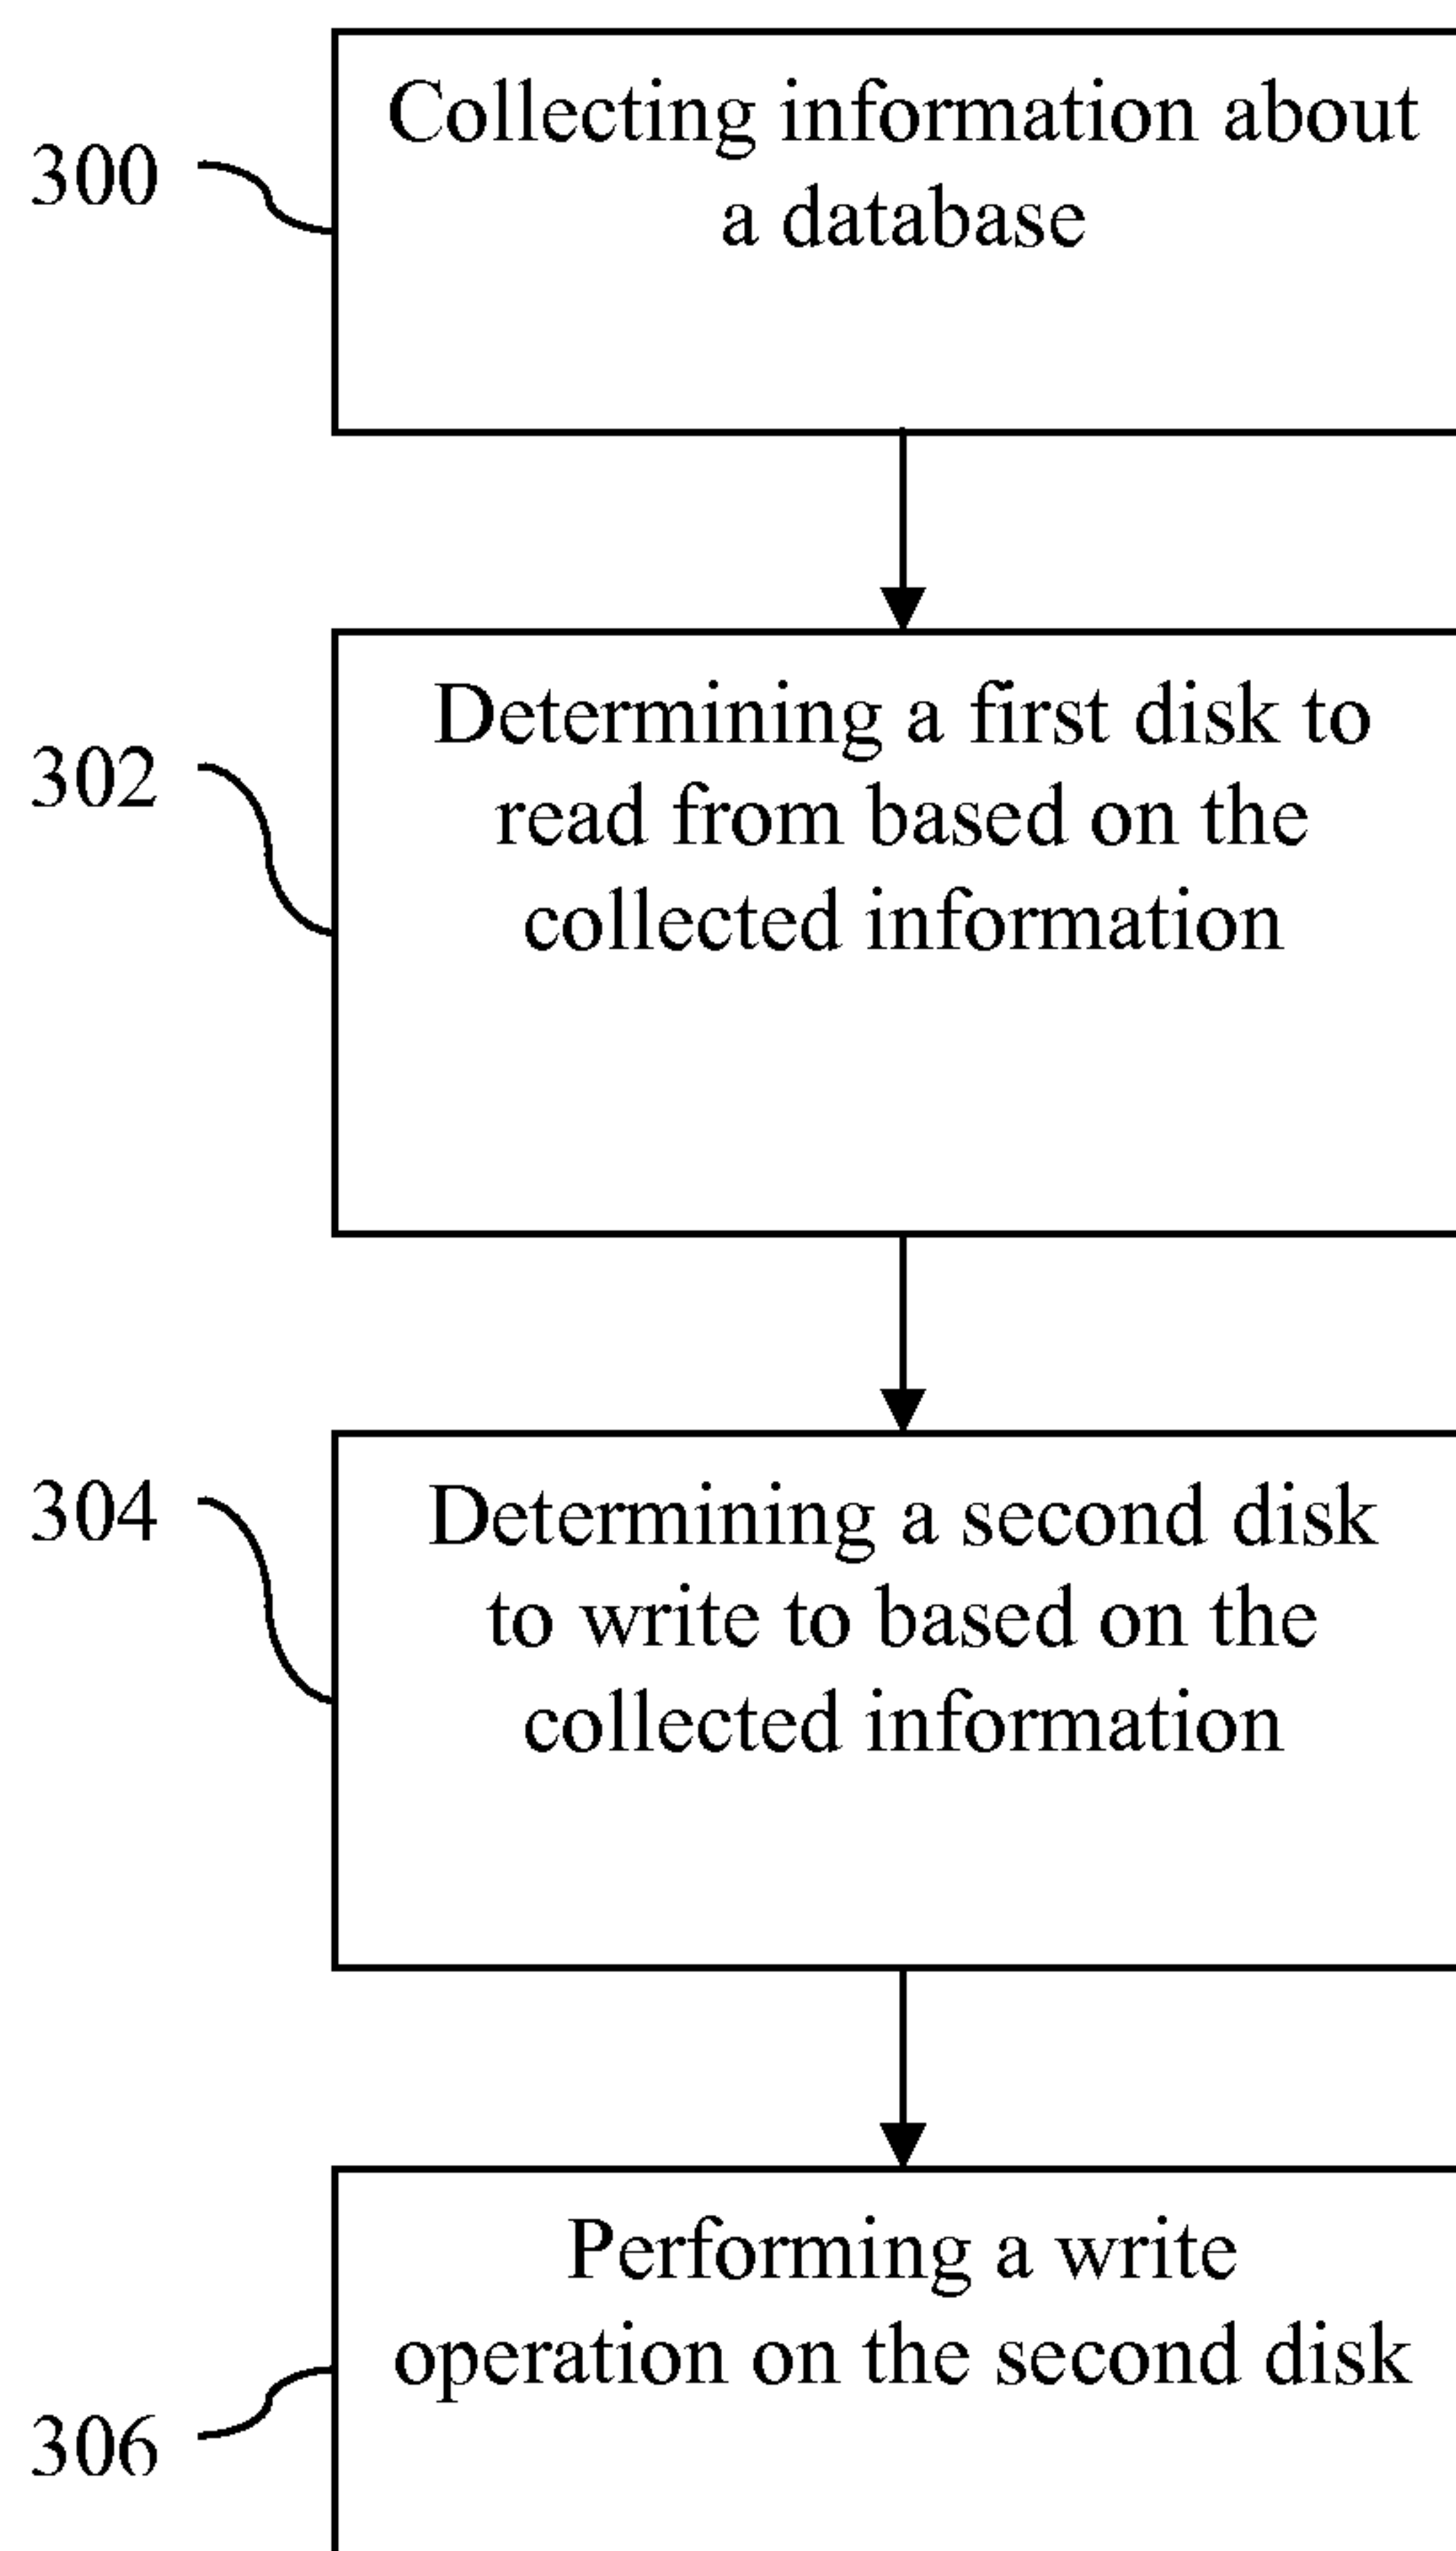 300
Collecting information about
a database
302
Determining a first disk to
read from based on the
collected information
304
Determining a second disk
to write to based on the
collected information
Performing a write
operation on the second disk
306